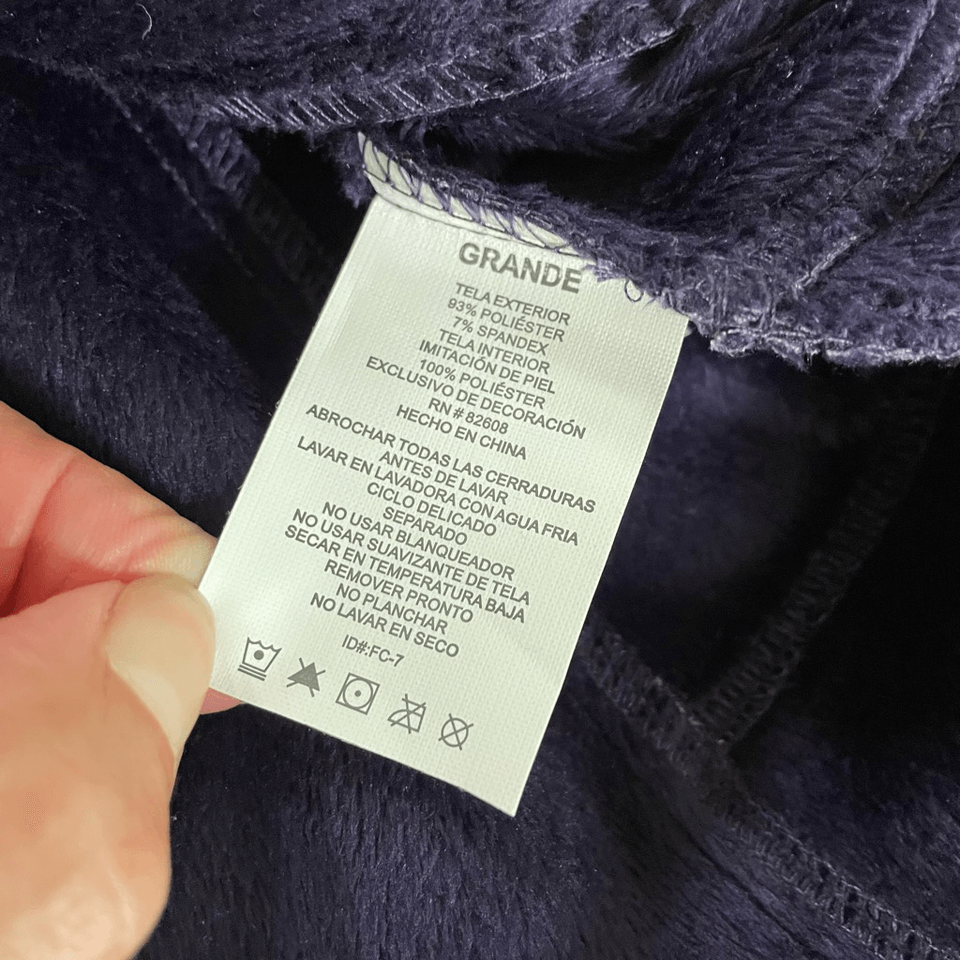 GRANDE
TELA EXTERIOR
93% POLIÉSTER
7% SPANDEX
TELA INTERIOR
IMITACIÓN DE PIEL
100% POLIÉSTER
EXCLUSIVO DE DECORACIÓN
RN # 82608
HECHO EN CHINA
ABROCHAR TODAS LAS CERRADURAS
ANTES DE LAVAR
LAVAR EN LAVADORA CON AGUA FRIA
CICLO DELICADO
SEPARADO
NO USAR BLANQUEADOR
NO USAR SUAVIZANTE DE TELA
SECAR EN TEMPERATURA BAJA
REMOVER PRONTO
NO PLANCHAR
NO LAVAR EN SECO
ID#:FC-7